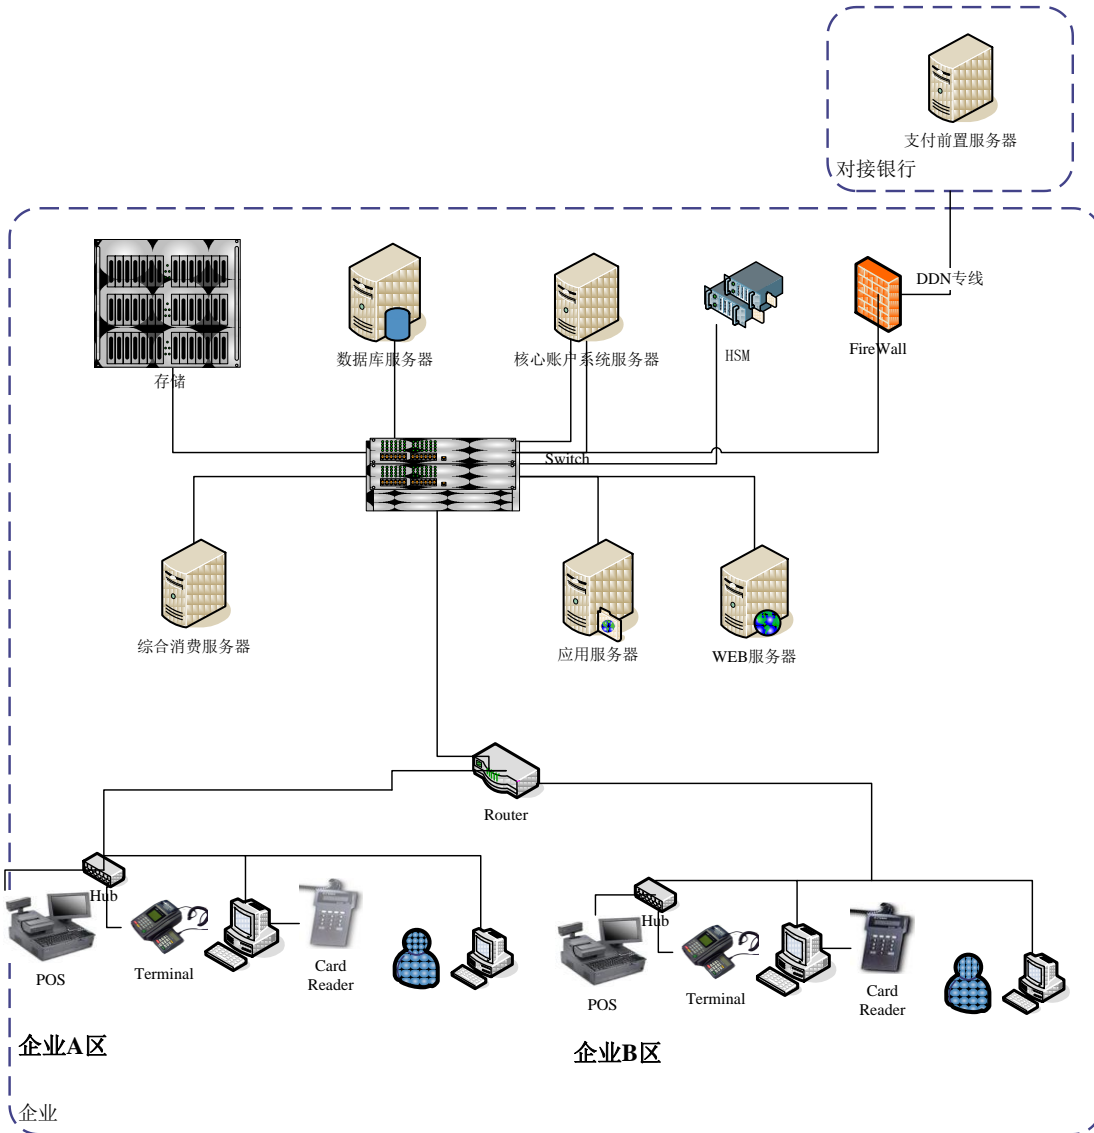 支付前置服务器
对接银行
DDN专线
数据库服务器
核心账户系统服务器
HSM
FireWall
存储
Switch
综合消费服务器
应用服务器
WEB服务器
Router
Hub
POS
Terminal
Card
Reader
Hub
POS
Terminal
Card
Reader
企业A区
企业B区
企业